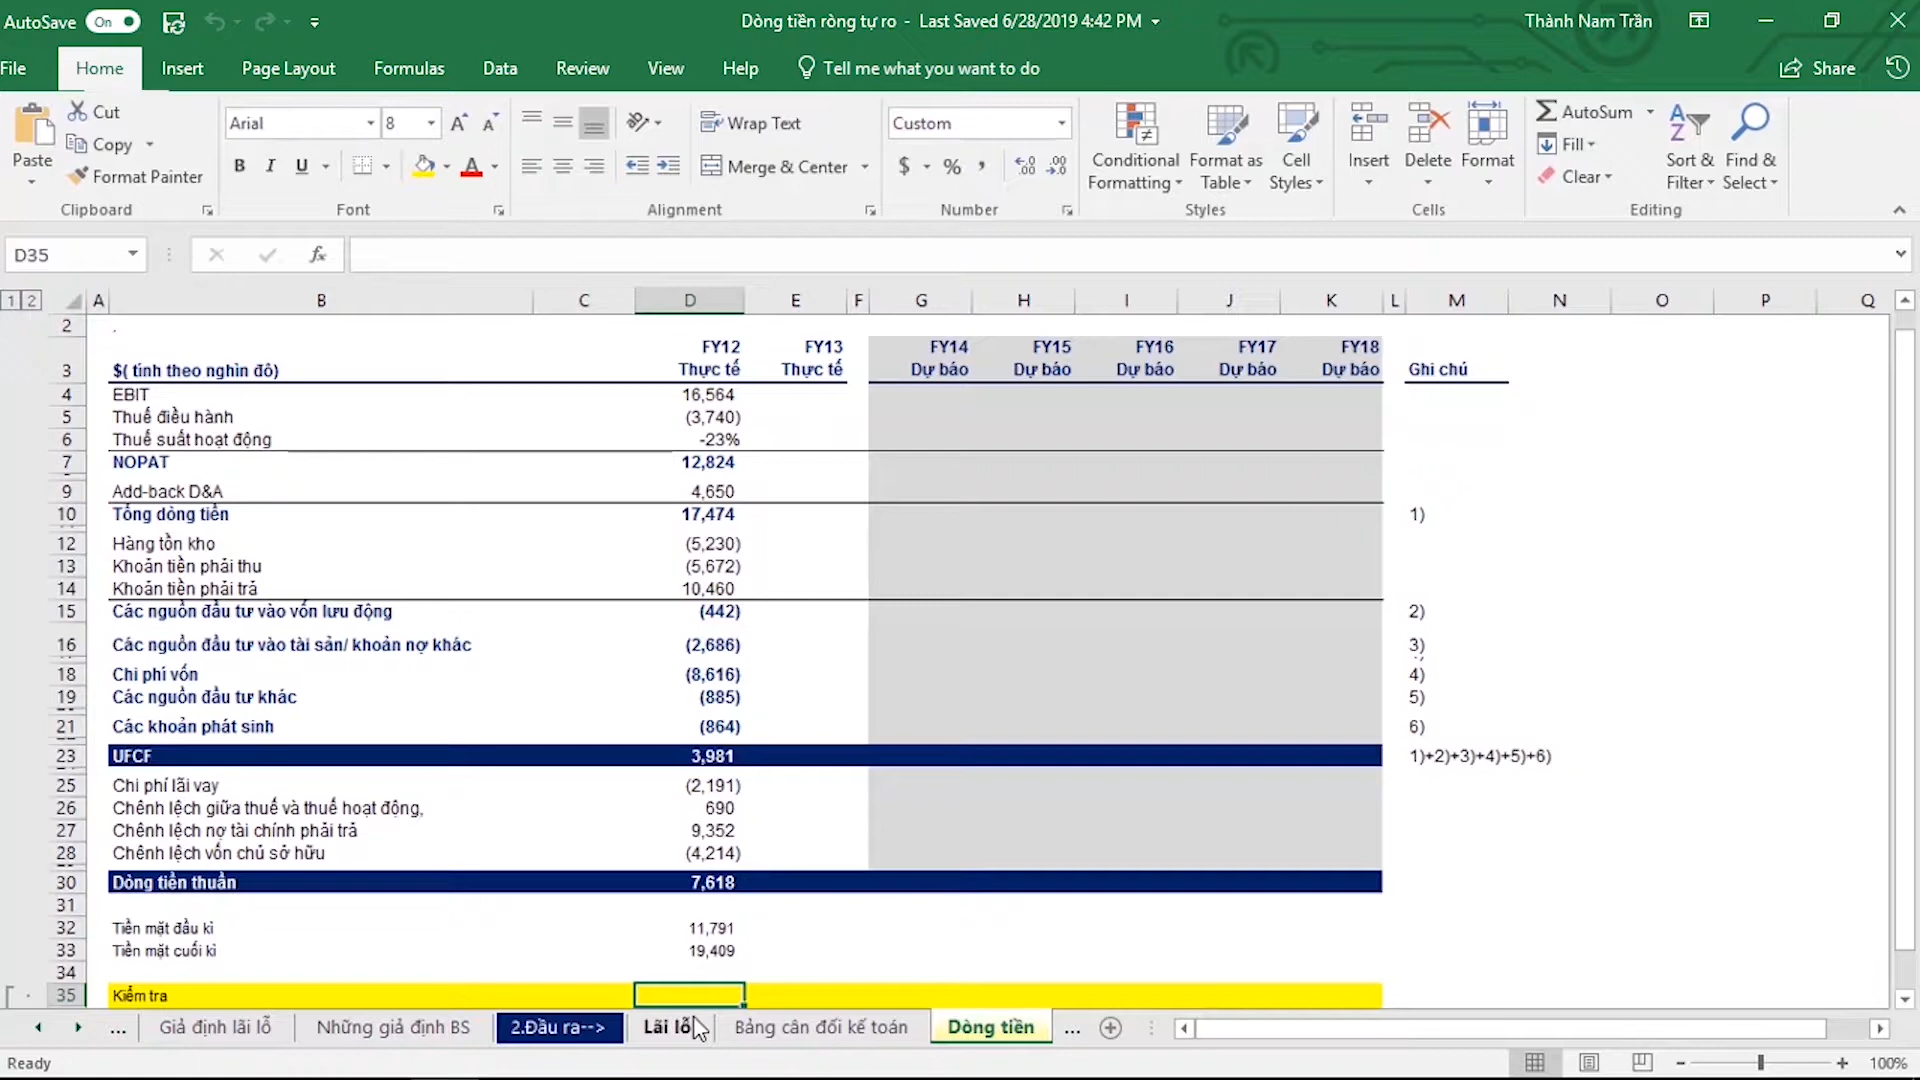 AutoSave On Dòng tiền ròng tự ro - Last Saved 6/28/2019 4:42 PM Thành Nam Trần
File Home Insert Page Layout Formulas Data Review View Help Tell me what you want to do Share
Paste Cut Copy Format Painter
Arial 8 B I U
Wrap Text Merge & Center
Custom $ % ,
Conditional Formatting Format as Table Cell Styles
Insert Delete Format
AutoSum Fill Clear Sort & Filter Find & Select
Clipboard Font Alignment Number Styles Cells Editing
D35 fx
1 2 A B C D E F G H I J K L M N O P Q
2 .
FY12 FY13 FY14 FY15 FY16 FY17 FY18
3 $( tính theo nghìn đô) Thực tế Thực tế Dự báo Dự báo Dự báo Dự báo Dự báo Ghi chú
4 EBIT 16,564
5 Thuế điều hành (3,740)
6 Thuế suất hoạt động -23%
7 NOPAT 12,824
9 Add-back D&A 4,650
10 Tổng dòng tiền 17,474 1)
12 Hàng tồn kho (5,230)
13 Khoản tiền phải thu (5,672)
14 Khoản tiền phải trả 10,460
15 Các nguồn đầu tư vào vốn lưu động (442) 2)
16 Các nguồn đầu tư vào tài sản/ khoản nợ khác (2,686) 3)
18 Chi phí vốn (8,616) 4)
19 Các nguồn đầu tư khác (885) 5)
21 Các khoản phát sinh (864) 6)
23 UFCF 3,981 1)+2)+3)+4)+5)+6)
25 Chi phí lãi vay (2,191)
26 Chênh lệch giữa thuế và thuế hoạt động, 690
27 Chênh lệch nợ tài chính phải trả 9,352
28 Chênh lệch vốn chủ sở hữu (4,214)
30 Dòng tiền thuần 7,618
31
32 Tiền mặt đầu kì 11,791
33 Tiền mặt cuối kì 19,409
34
35 Kiểm tra
... Giả định lãi lỗ Những giả định BS 2.Đầu ra--> Lãi lỗ Bảng cân đối kế toán Dòng tiền ...
Ready 100%